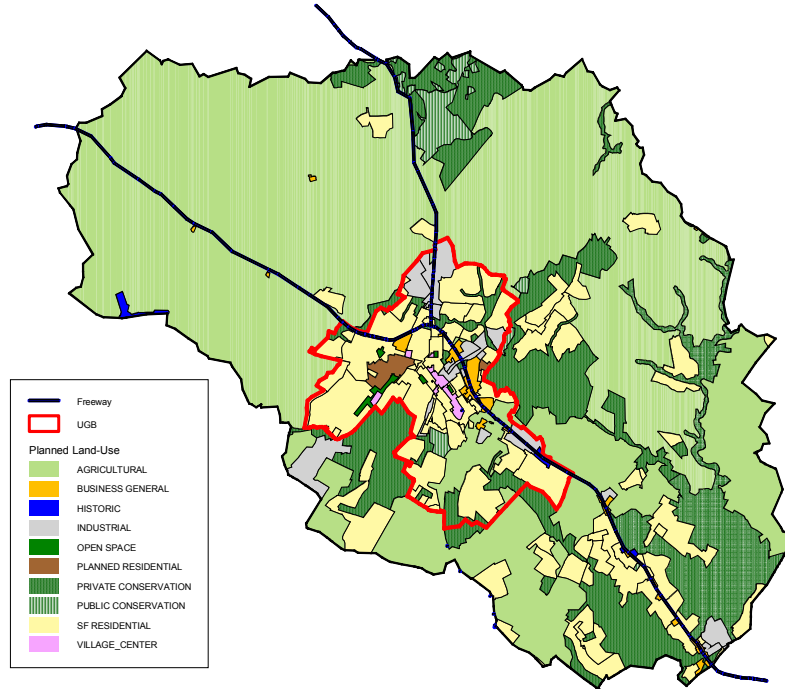 Freeway
UGB
Planned Land-Use
AGRICULTURAL
BUSINESS GENERAL
HISTORIC
INDUSTRIAL
OPEN SPACE
PLANNED RESIDENTIAL
PRIVATE CONSERVATION
PUBLIC CONSERVATION
SF RESIDENTIAL
VILLAGE_CENTER